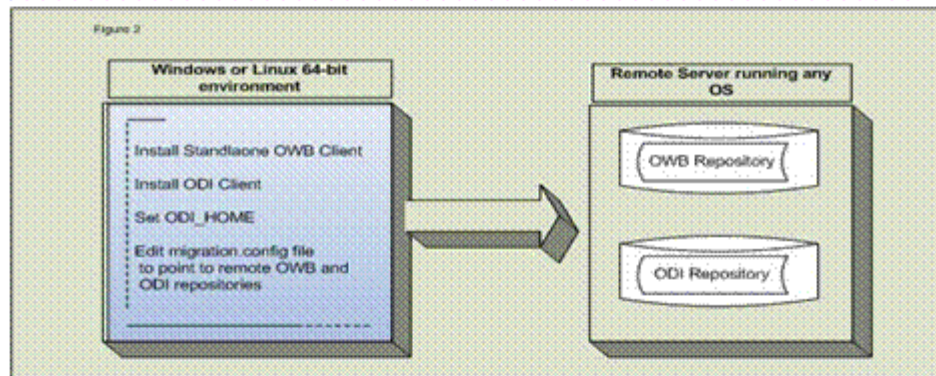 Figure 2
Windows or Linux 64-bit
environment
Install Standlaone OWB Client
Install ODI Client
Set ODI_HOME
Edit migration.config file
to point to remote OWB and
ODI repositories
Remote Server running any
OS
OWB Repository
ODI Repository